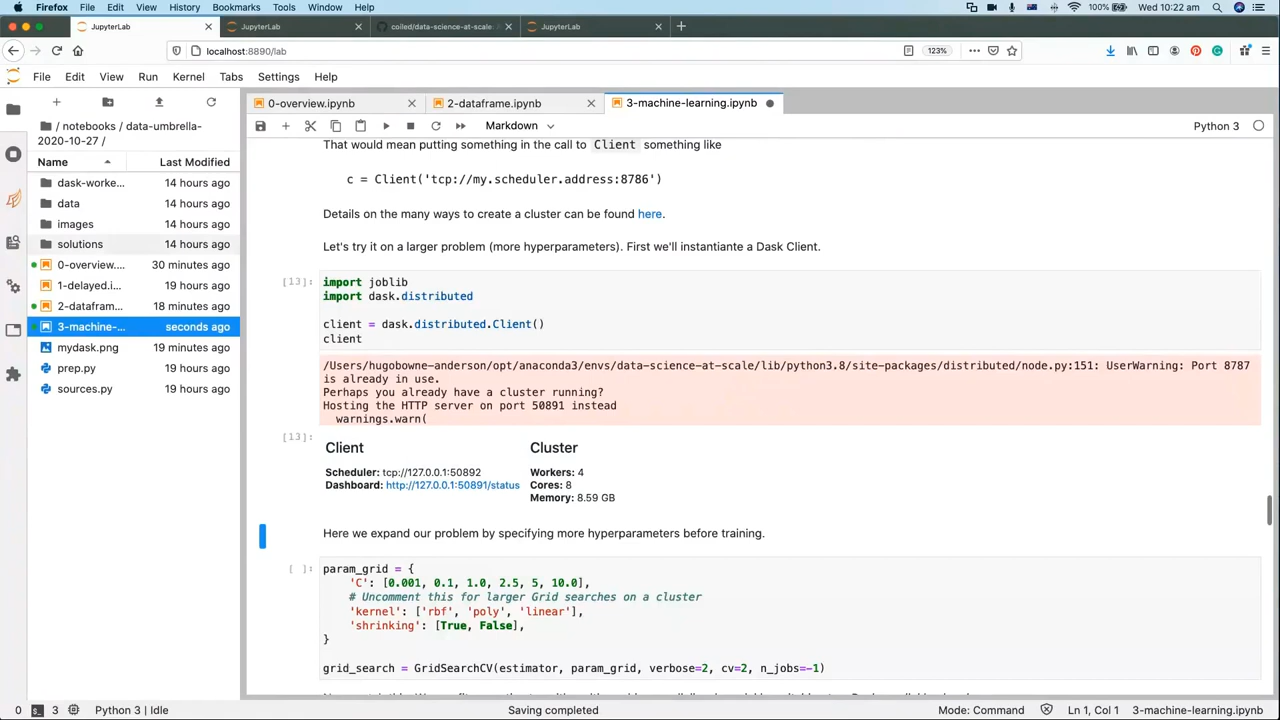 Firefox File Edit View History Bookmarks Tools Window Help 100% Wed 10:22 am
JupyterLab JupyterLab coiled/data-science-at-scale JupyterLab
localhost:8890/lab 123%
File Edit View Run Kernel Tabs Settings Help
0-overview.ipynb 2-dataframe.ipynb 3-machine-learning.ipynb
Markdown Python 3
/ notebooks / data-umbrella-
2020-10-27 /
Name Last Modified
dask-worke... 14 hours ago
data 14 hours ago
images 14 hours ago
solutions 14 hours ago
0-overview.... 30 minutes ago
1-delayed.i... 19 hours ago
2-datafram... 18 minutes ago
3-machine-... seconds ago
mydask.png 19 minutes ago
prep.py 19 hours ago
sources.py 19 hours ago
That would mean putting something in the call to Client something like
c = Client('tcp://my.scheduler.address:8786')
Details on the many ways to create a cluster can be found here.
Let's try it on a larger problem (more hyperparameters). First we'll instantiante a Dask Client.
[13]: import joblib
import dask.distributed
client = dask.distributed.Client()
client
/Users/hugobowne-anderson/opt/anaconda3/envs/data-science-at-scale/lib/python3.8/site-packages/distributed/node.py:151: UserWarning: Port 8787
is already in use.
Perhaps you already have a cluster running?
Hosting the HTTP server on port 50891 instead
warnings.warn(
[13]: Client Cluster
Scheduler: tcp://127.0.0.1:50892 Workers: 4
Dashboard: http://127.0.0.1:50891/status Cores: 8
Memory: 8.59 GB
Here we expand our problem by specifying more hyperparameters before training.
[ ]: param_grid = {
'C': [0.001, 0.1, 1.0, 2.5, 5, 10.0],
# Uncomment this for larger Grid searches on a cluster
'kernel': ['rbf', 'poly', 'linear'],
'shrinking': [True, False],
}
grid_search = GridSearchCV(estimator, param_grid, verbose=2, cv=2, n_jobs=-1)
0 3 Python 3 | Idle Saving completed Mode: Command Ln 1, Col 1 3-machine-learning.ipynb